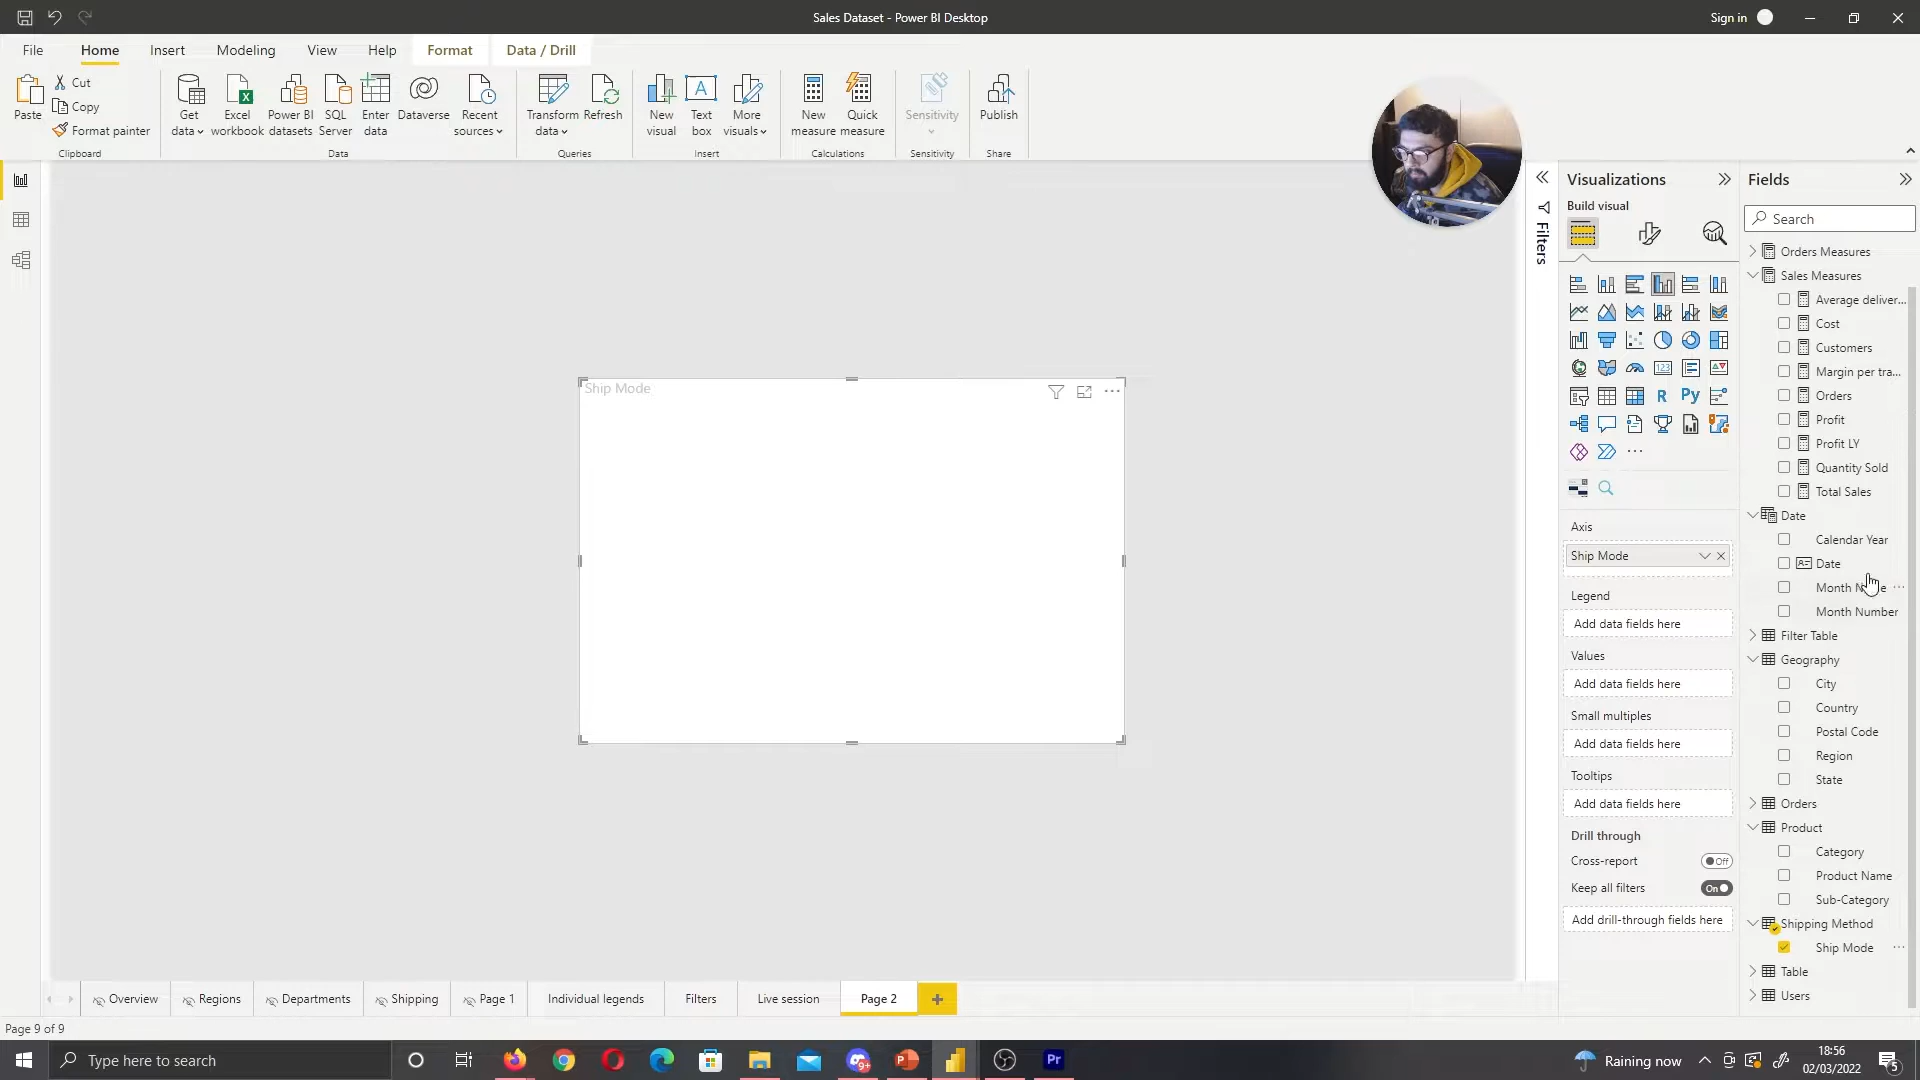 Sales Dataset - Power BI Desktop
Sign in
File Home Insert Modeling View Help Format Data / Drill
Paste
Cut
Copy
Format painter
Clipboard
Get data
Excel workbook
Power BI datasets
SQL Server
Enter data
Dataverse
Recent sources
Data
Transform data
Refresh
Queries
New visual
A
Text box
More visuals
Insert
New measure
Quick measure
Calculations
Sensitivity
Sensitivity
Publish
Share
Ship Mode
Filters
Visualizations
Build visual
123
R
Py
Axis
Ship Mode
Legend
Add data fields here
Values
Add data fields here
Small multiples
Add data fields here
Tooltips
Add data fields here
Drill through
Cross-report Off
Keep all filters On
Add drill-through fields here
Fields
Search
Orders Measures
Sales Measures
Average deliver...
Cost
Customers
Margin per tra...
Orders
Profit
Profit LY
Quantity Sold
Total Sales
Date
Calendar Year
Date
Month
Month Number
Filter Table
Geography
City
Country
Postal Code
Region
State
Orders
Product
Category
Product Name
Sub-Category
Shipping Method
Ship Mode
Table
Users
Overview Regions Departments Shipping Page 1 Individual legends Filters Live session Page 2
Page 9 of 9
Type here to search
9+
Pr
Raining now
18:56
02/03/2022
5